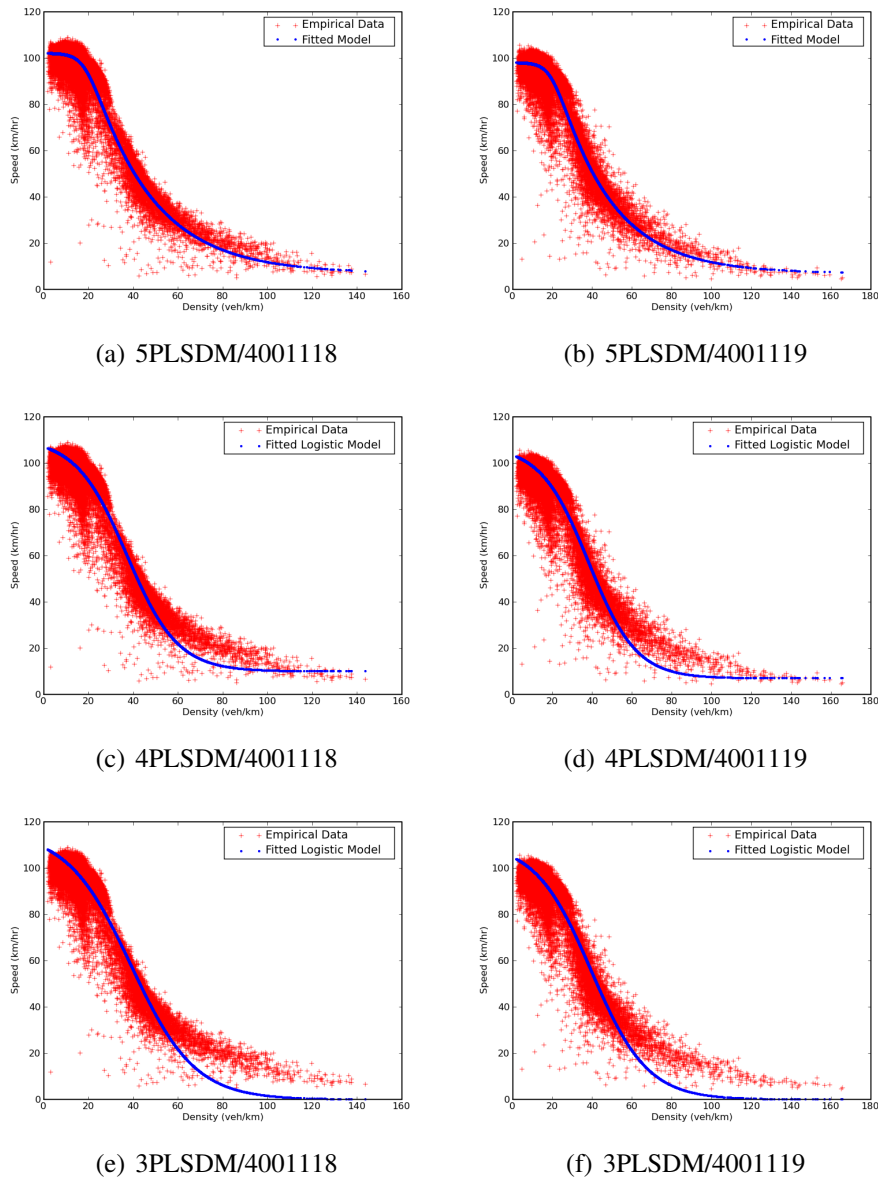 120
100
80
60
40
20
0
Speed (km/hr)
0 20 40 60 80 100 120 140 160
Density (veh/km)
Empirical Data
Fitted Model
(a) 5PLSDM/4001118
120
100
80
60
40
20
0
Speed (km/hr)
0 20 40 60 80 100 120 140 160 180
Density (veh/km)
Empirical Data
Fitted Model
(b) 5PLSDM/4001119
120
100
80
60
40
20
0
Speed (km/hr)
0 20 40 60 80 100 120 140 160
Density (veh/km)
Empirical Data
Fitted Logistic Model
(c) 4PLSDM/4001118
120
100
80
60
40
20
0
Speed (km/hr)
0 20 40 60 80 100 120 140 160 180
Density (veh/km)
Empirical Data
Fitted Logistic Model
(d) 4PLSDM/4001119
120
100
80
60
40
20
0
Speed (km/hr)
0 20 40 60 80 100 120 140 160
Density (veh/km)
Empirical Data
Fitted Logistic Model
(e) 3PLSDM/4001118
120
100
80
60
40
20
0
Speed (km/hr)
0 20 40 60 80 100 120 140 160 180
Density (veh/km)
Empirical Data
Fitted Logistic Model
(f) 3PLSDM/4001119